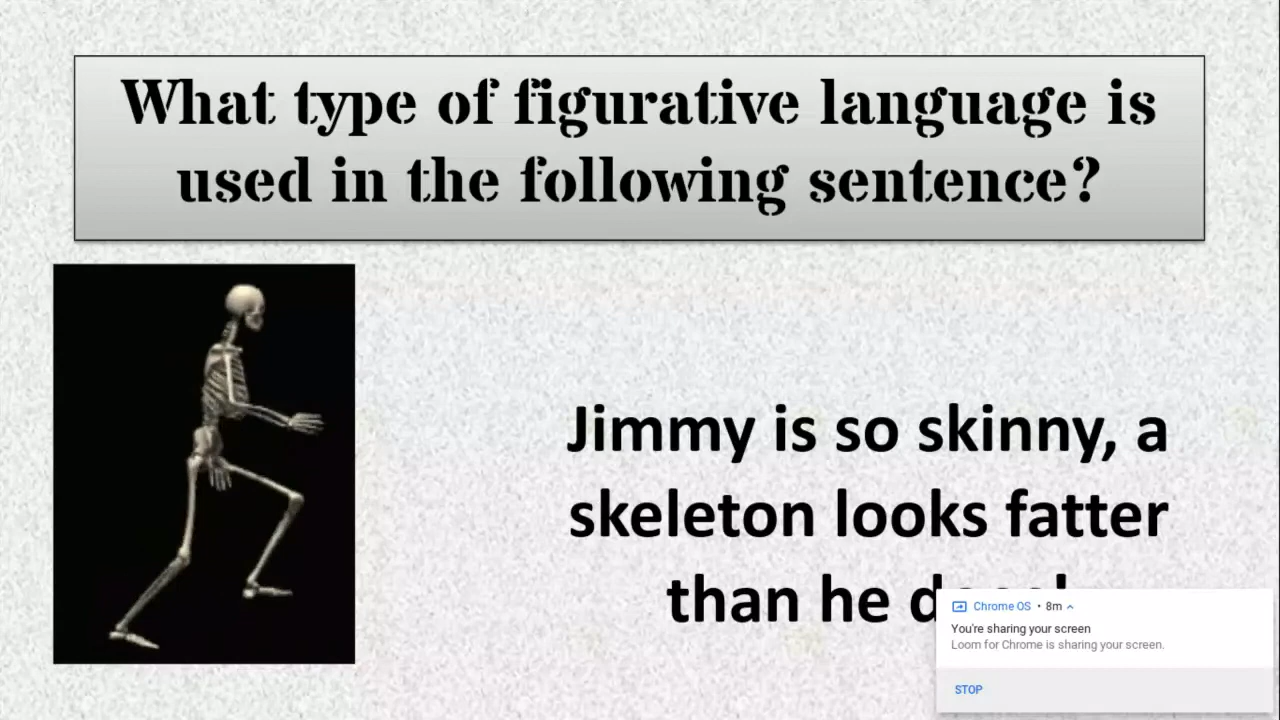 What type of figurative language is
used in the following sentence?
Jimmy is so skinny, a
skeleton looks fatter
than he
Chrome OS • 8m
You're sharing your screen
Loom for Chrome is sharing your screen.
STOP